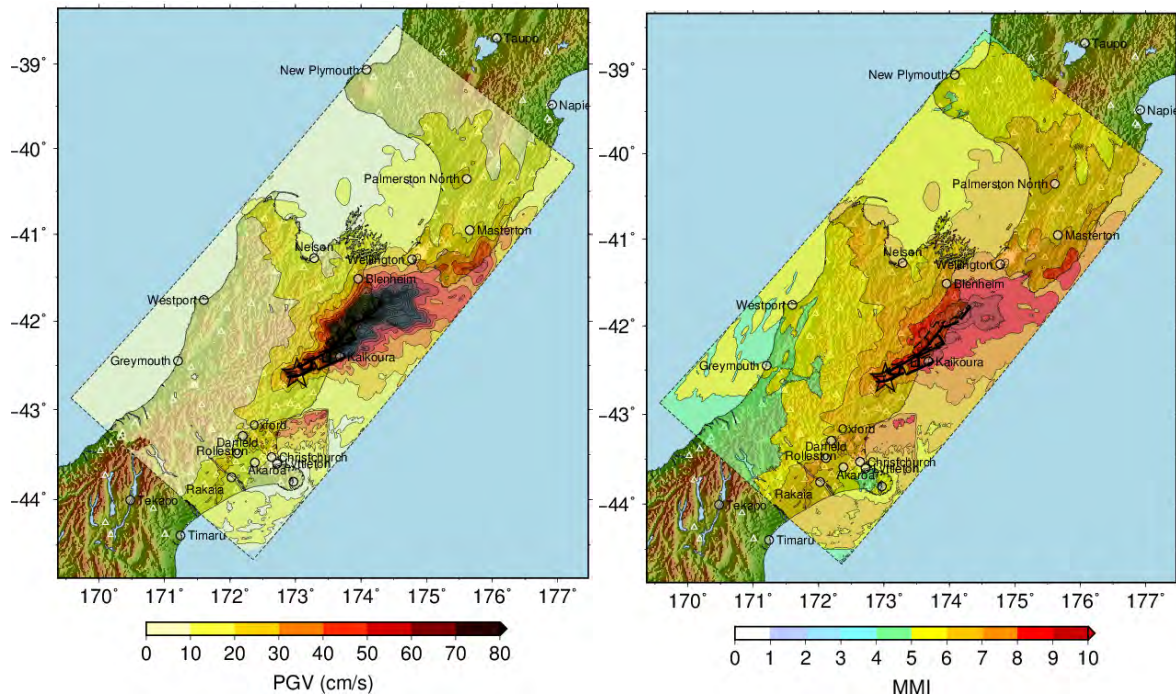 Taupo
New Plymouth
Napie
Palmerston North
Masterton
Nelson
Wellington
Blenheim
Westport
Greymouth
Kaikoura
Oxford
Darfield
Rolleston
Christchurch
Lyttleton
Akaroa
Rakaia
Tekapo
Timaru
-39˚
-40˚
-41˚
-42˚
-43˚
-44˚
170˚ 171˚ 172˚ 173˚ 174˚ 175˚ 176˚ 177˚
0 10 20 30 40 50 60 70 80
PGV (cm/s)
Taupo
New Plymouth
Napie
Palmerston North
Masterton
Nelson
Wellington
Blenheim
Westport
Greymouth
Kaikoura
Oxford
Darfield
Rolleston
Christchurch
Lyttleton
Akaroa
Rakaia
Tekapo
Timaru
-39˚
-40˚
-41˚
-42˚
-43˚
-44˚
170˚ 171˚ 172˚ 173˚ 174˚ 175˚ 176˚ 177˚
0 1 2 3 4 5 6 7 8 9 10
MMI